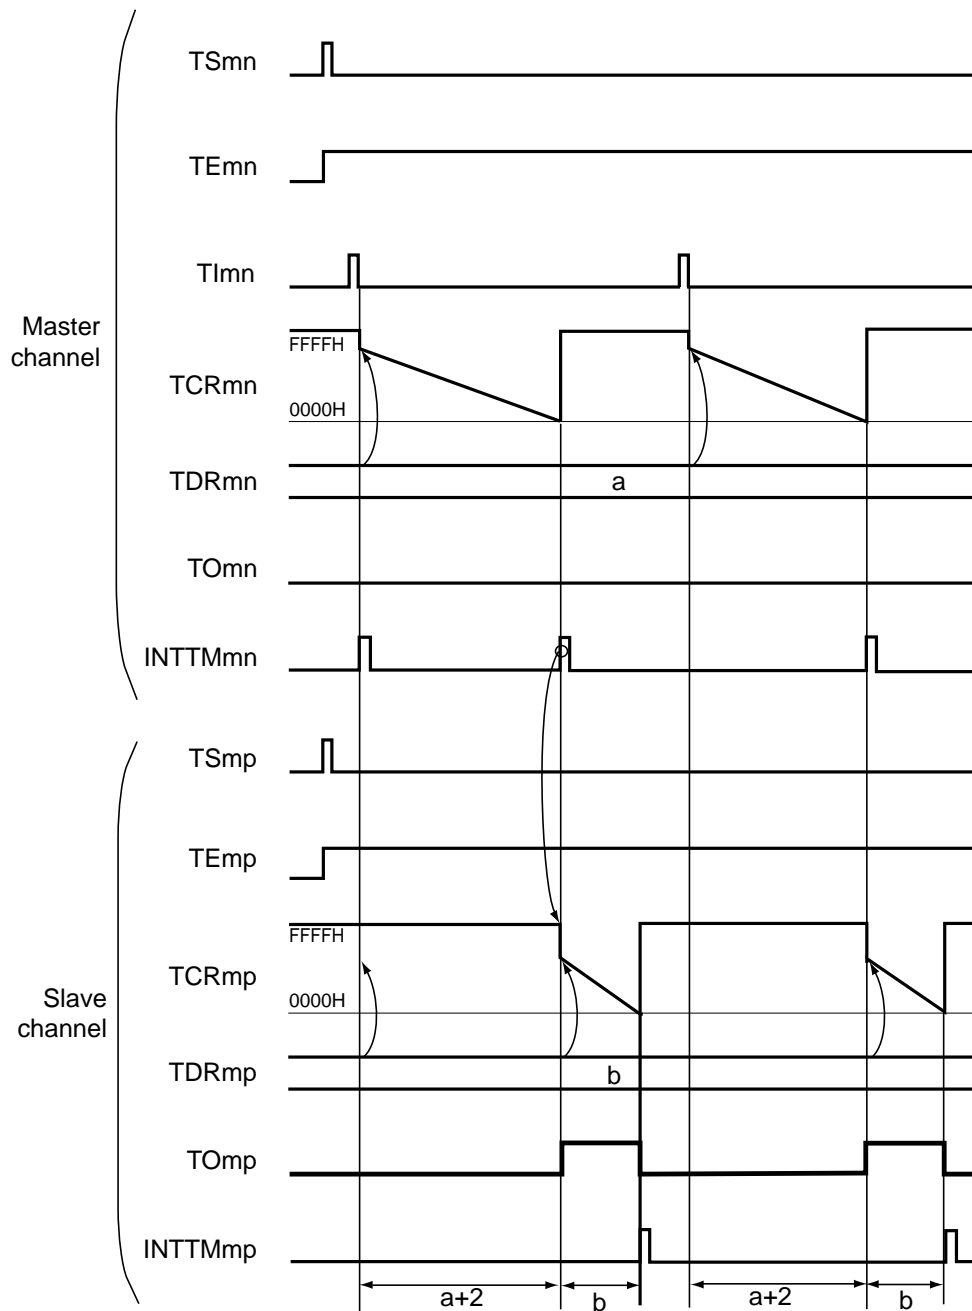 TSmn
TEmn
TImn
Master
channel
FFFFH
TCRmn
0000H
TDRmn
a
TOmn
INTTMmn
TSmp
TEmp
FFFFH
TCRmp
Slave
channel
0000H
TDRmp
b
TOmp
INTTMmp
a+2
b
a+2
b